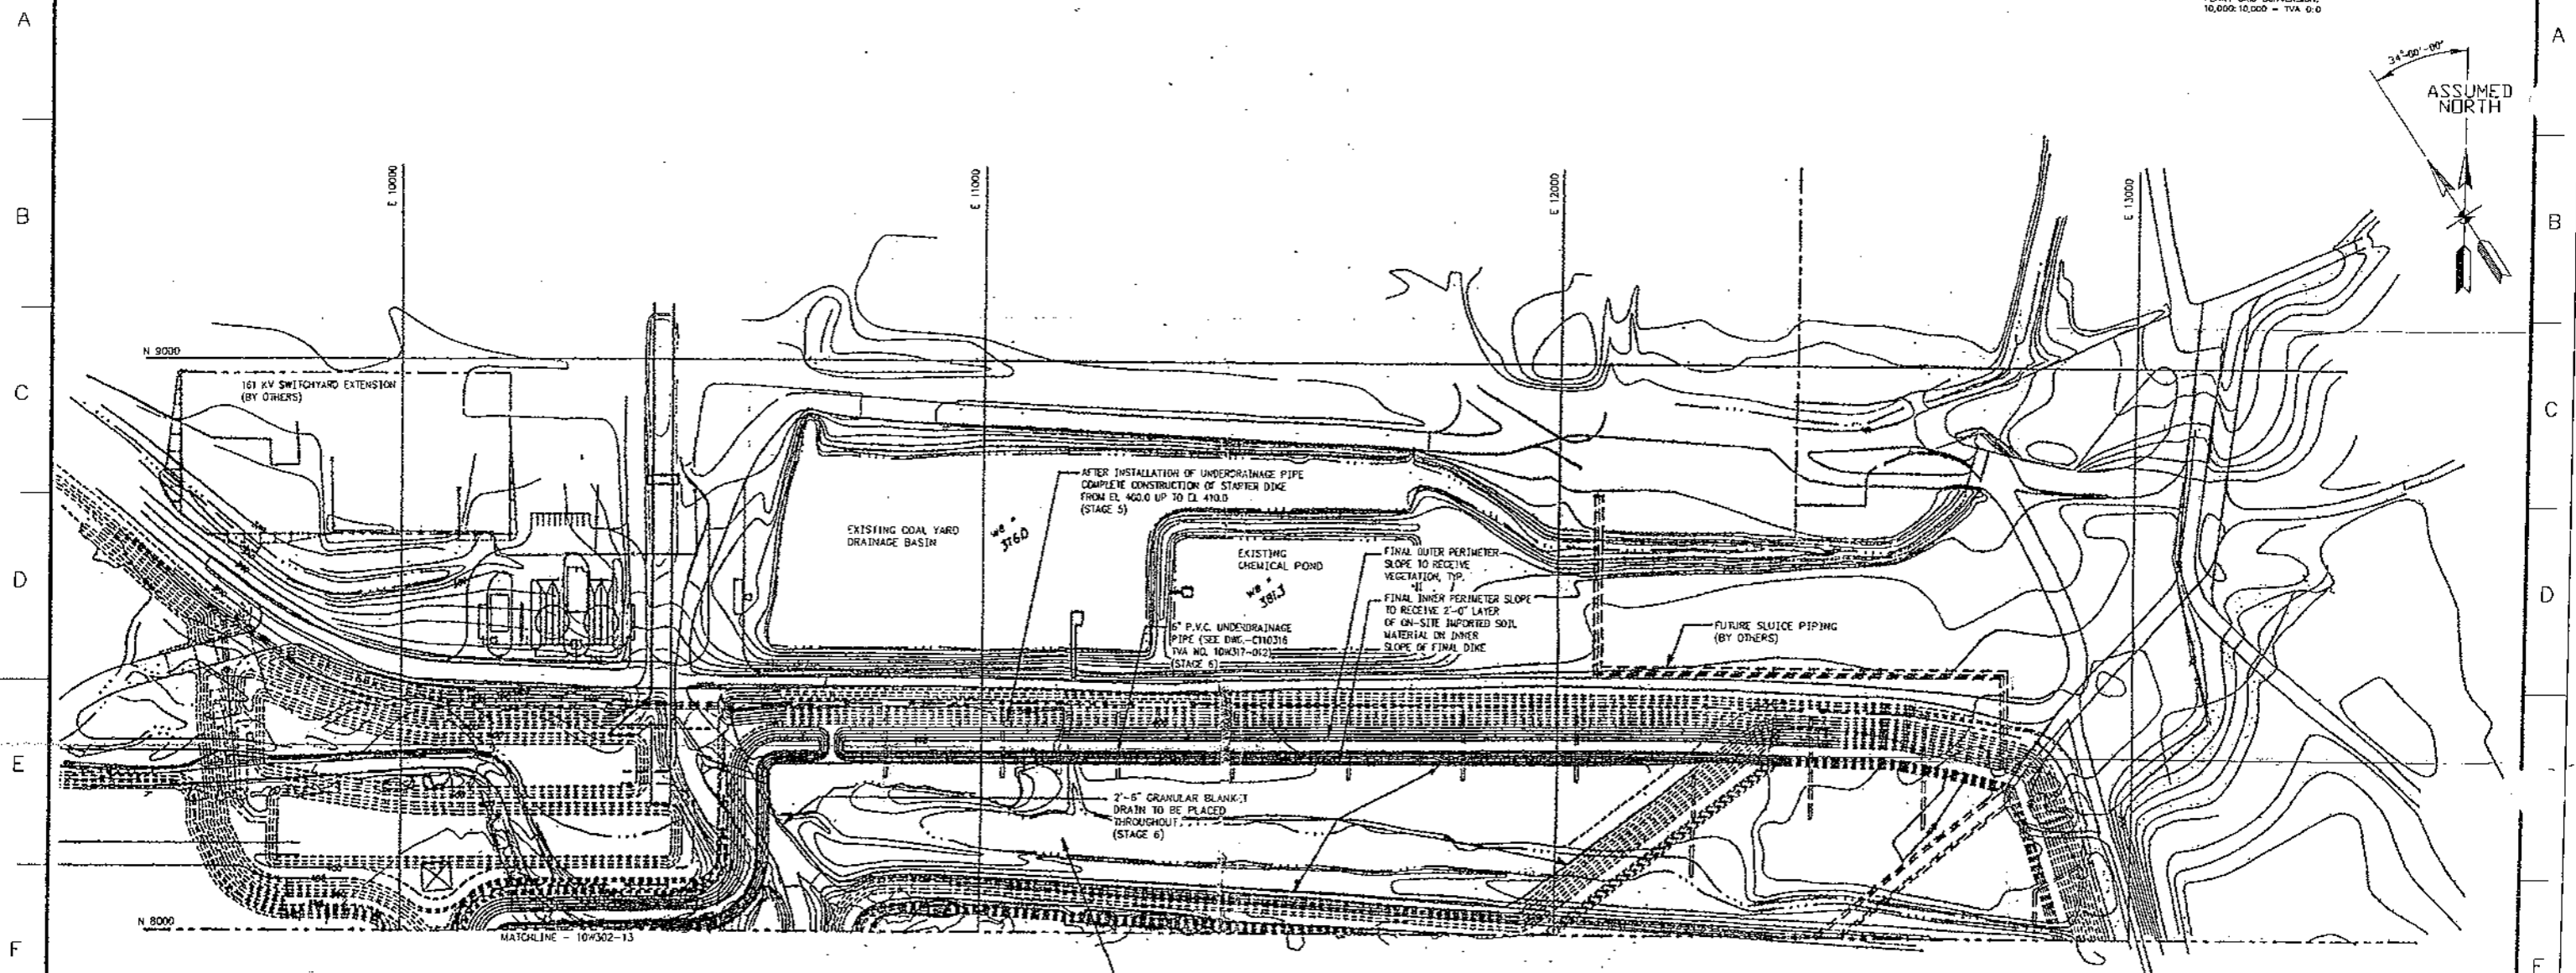 A
10,000:10,000 - TVA 0:0
A
34°-00'-00"
ASSUMED
NORTH
B
E 10000
E 11000
E 12000
E 13000
B
N 9000
C
161 KV SWITCHYARD EXTENSION
(BY OTHERS)
C
AFTER INSTALLATION OF UNDERDRAINAGE PIPE
COMPLETE CONSTRUCTION OF STARTER DIKE
FROM EL 400.0 UP TO EL 410.0
(STAGE 5)
EXISTING COAL YARD
DRAINAGE BASIN
376.0
EXISTING
CHEMICAL POND
381.3
FINAL OUTER PERIMETER
SLOPE TO RECEIVE
VEGETATION, TYP.
FINAL INNER PERIMETER SLOPE
TO RECEIVE 2'-0" LAYER
OF ON-SITE IMPORTED SOIL
MATERIAL ON INNER
SLOPE OF FINAL DIKE
D
D
6" P.V.C. UNDERDRAINAGE
PIPE (SEE DWG.-C110316
TVA NO. 10W317-012)
(STAGE 6)
FUTURE SLUICE PIPING
(BY OTHERS)
E
E
2'-6" GRANULAR BLANKET
DRAIN TO BE PLACED
THROUGHOUT
(STAGE 6)
N 8000
MATCHLINE - 10W302-13
F
F